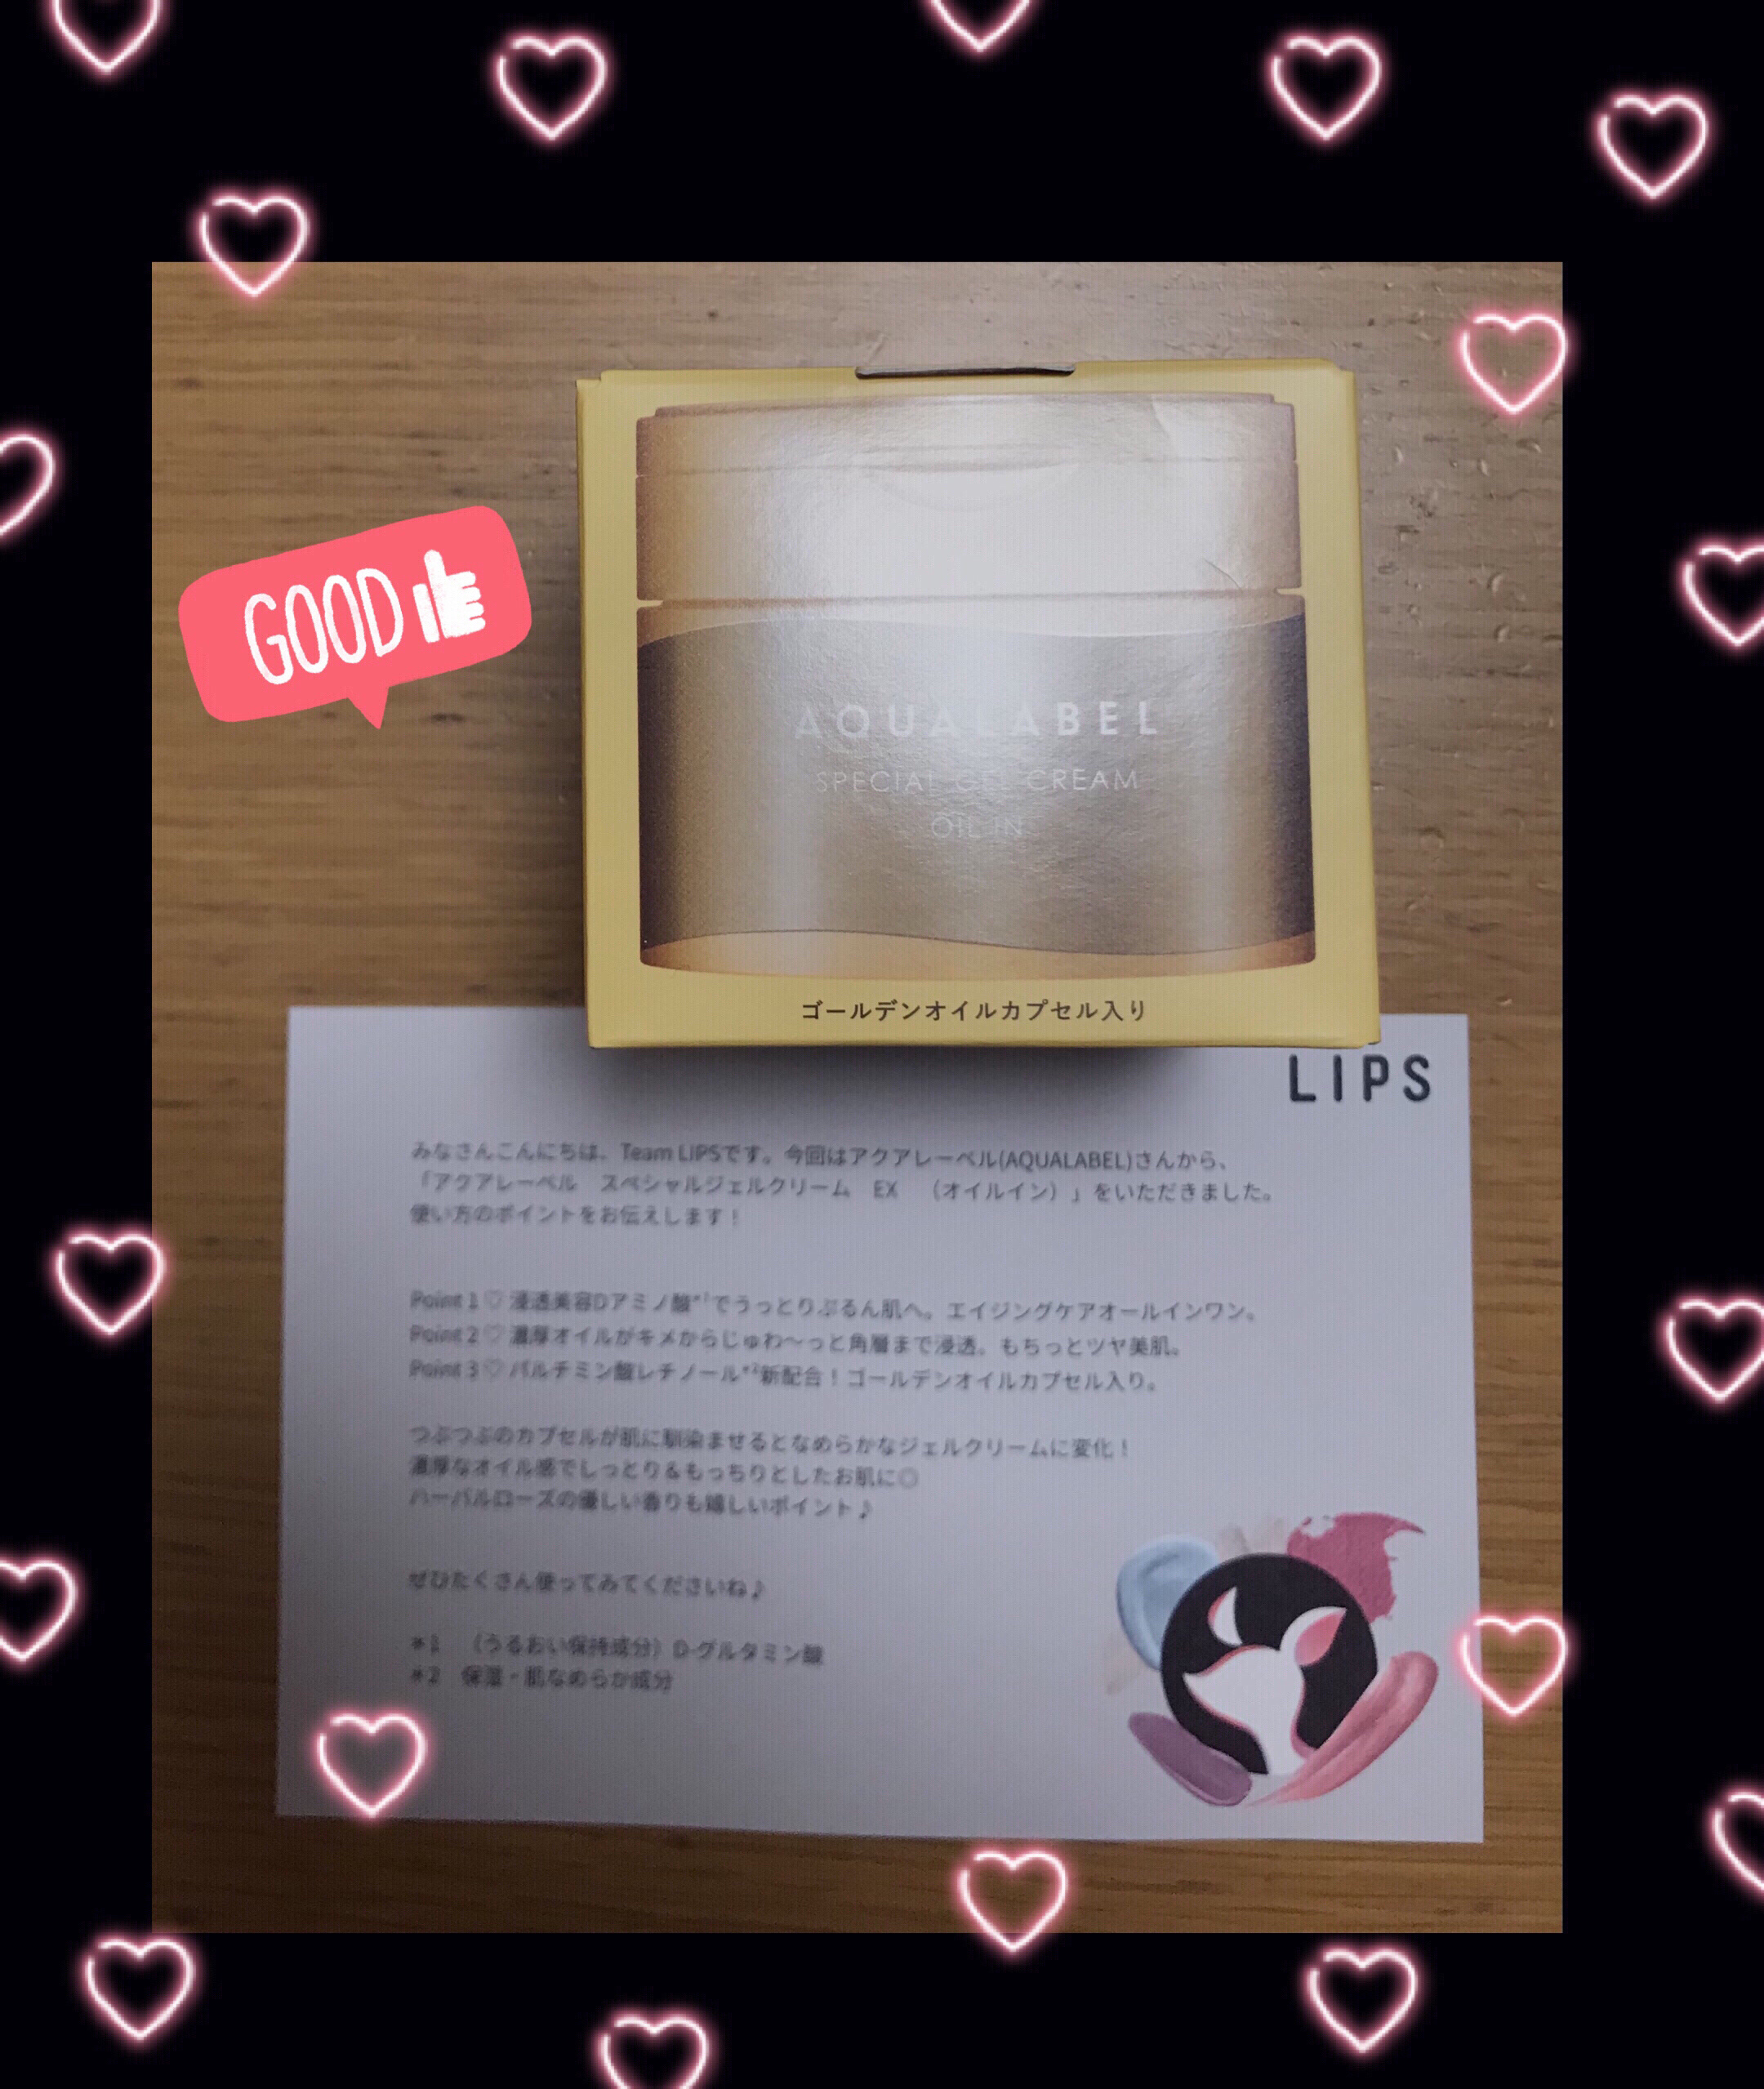 GOOD
AQUALABEL
SPECIAL GEL CREAM
OIL IN
ゴールデンオイルカプセル入り
LIPS
みなさんこんにちは、Team LIPSです。今回はアクアレーベル(AQUALABEL)さんから、
「アクアレーベル　スペシャルジェルクリーム　EX　（オイルイン）」をいただきました。
使い方のポイントをお伝えします！
Point 1♡ 浸透美容Dアミノ酸*¹でうっとりぷるん肌へ。エイジングケアオールインワン。
Point 2♡ 濃厚オイルがキメからじゅわ〜っと角層まで浸透。もちっとツヤ美肌。
Point 3♡ パルチミン酸レチノール*²新配合！ゴールデンオイルカプセル入り。
つぶつぶのカプセルが肌に馴染ませるとなめらかなジェルクリームに変化！
濃厚なオイル感でしっとり＆もっちりとしたお肌に◎
ハーバルローズの優しい香りも嬉しいポイント♪
ぜひたくさん使ってみてくださいね♪
＊1　（うるおい保持成分）D-グルタミン酸
＊2　保湿・肌なめらか成分